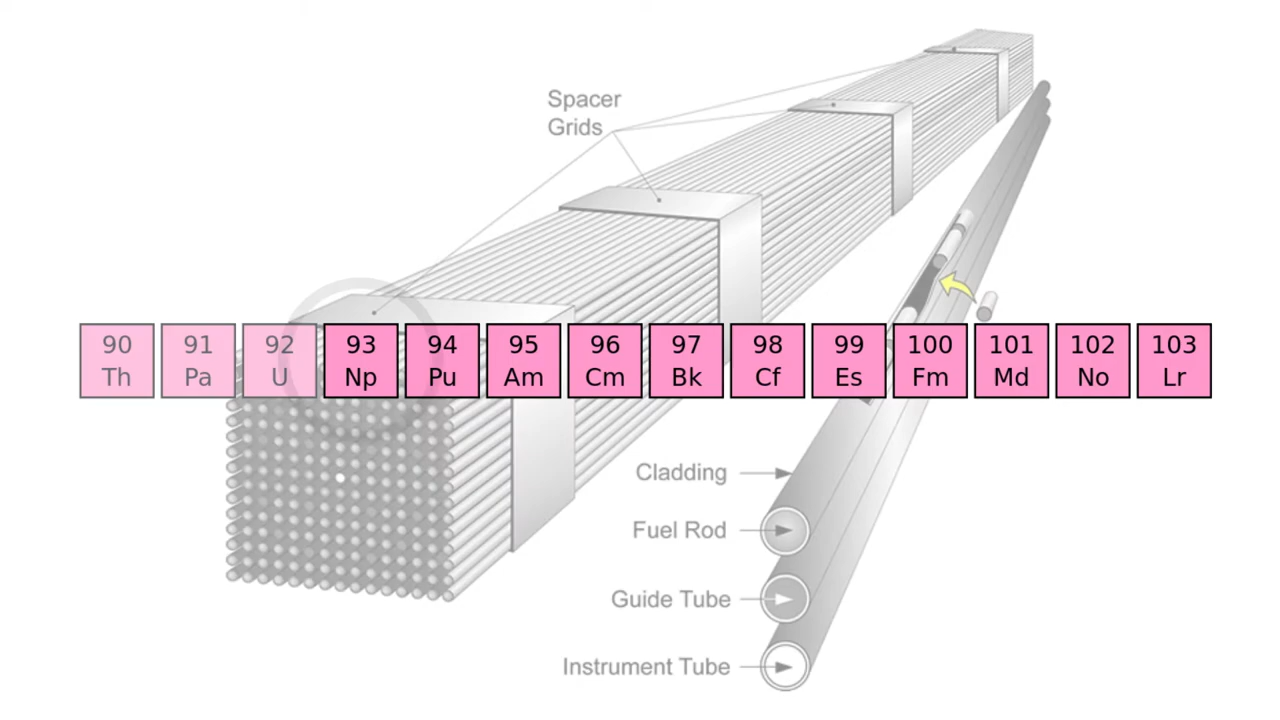 Spacer
Grids
90 91 92 93 94 95 96 97 98 99 100 101 102 103
Th Pa U Np Pu Am Cm Bk Cf Es Fm Md No Lr
Cladding
Fuel Rod
Guide Tube
Instrument Tube